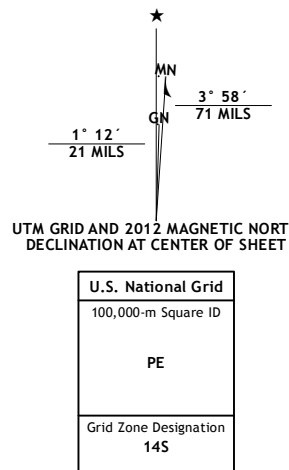 ★
MN
3° 58´
71 MILS
GN
1° 12´
21 MILS
UTM GRID AND 2012 MAGNETIC NORT
DECLINATION AT CENTER OF SHEET
U.S. National Grid
100,000-m Square ID
PE
Grid Zone Designation
14S